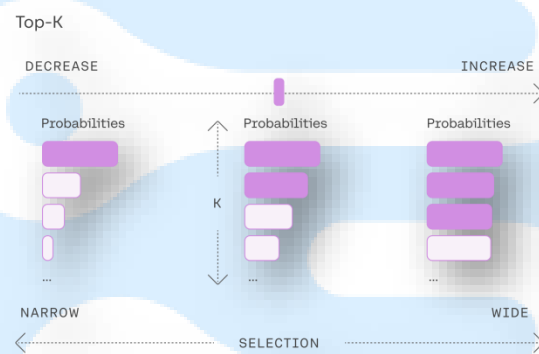 Top-K
DECREASE INCREASE
Probabilities Probabilities Probabilities
K
... ... ...
NARROW WIDE
SELECTION